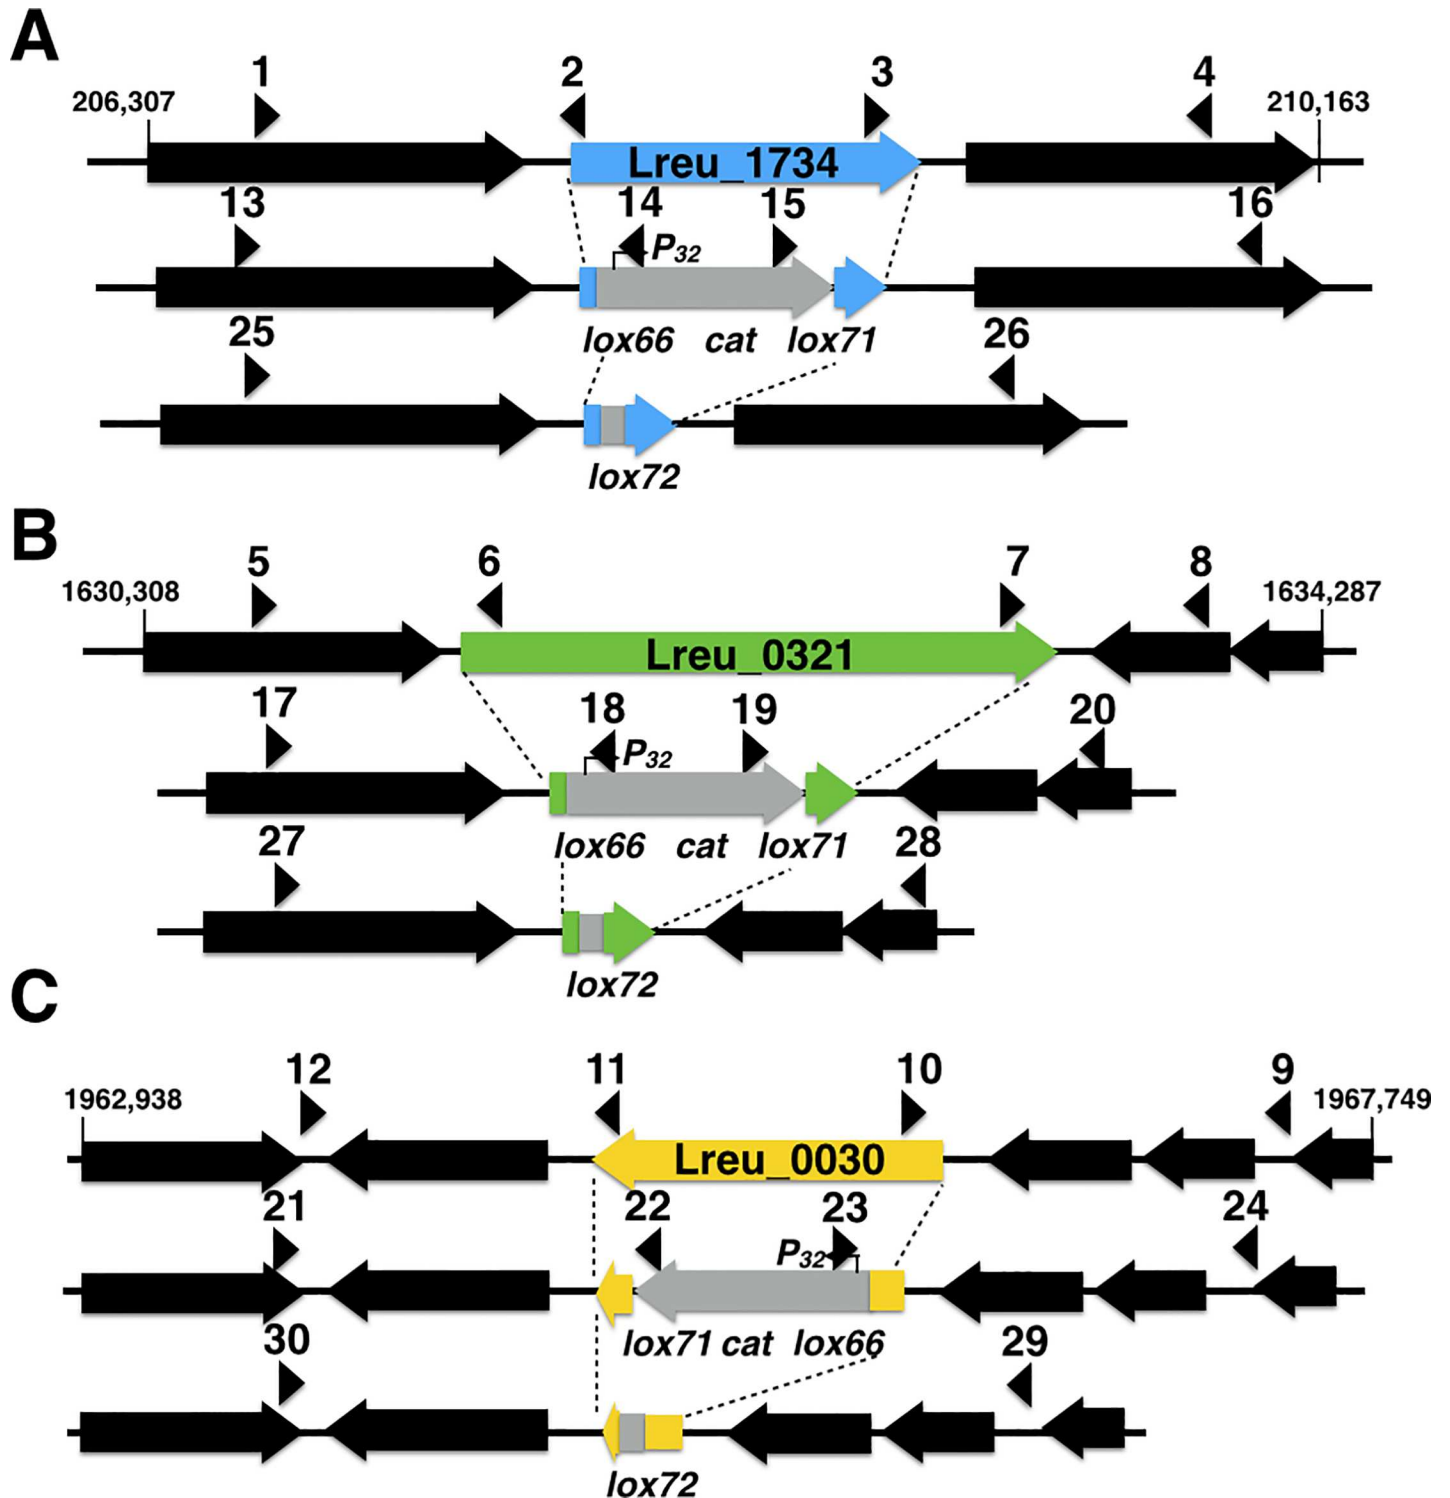 A
1 2 3 4
206,307 210,163
Lreu_1734
13 14 15 16
P32
lox66 cat lox71
25 26
lox72
B
5 6 7 8
1630,308 1634,287
Lreu_0321
17 18 19 20
P32
lox66 cat lox71
27 28
lox72
C
12 11 10 9
1962,938 1967,749
Lreu_0030
21 22 23 24
P32
lox71 cat lox66
30 29
lox72